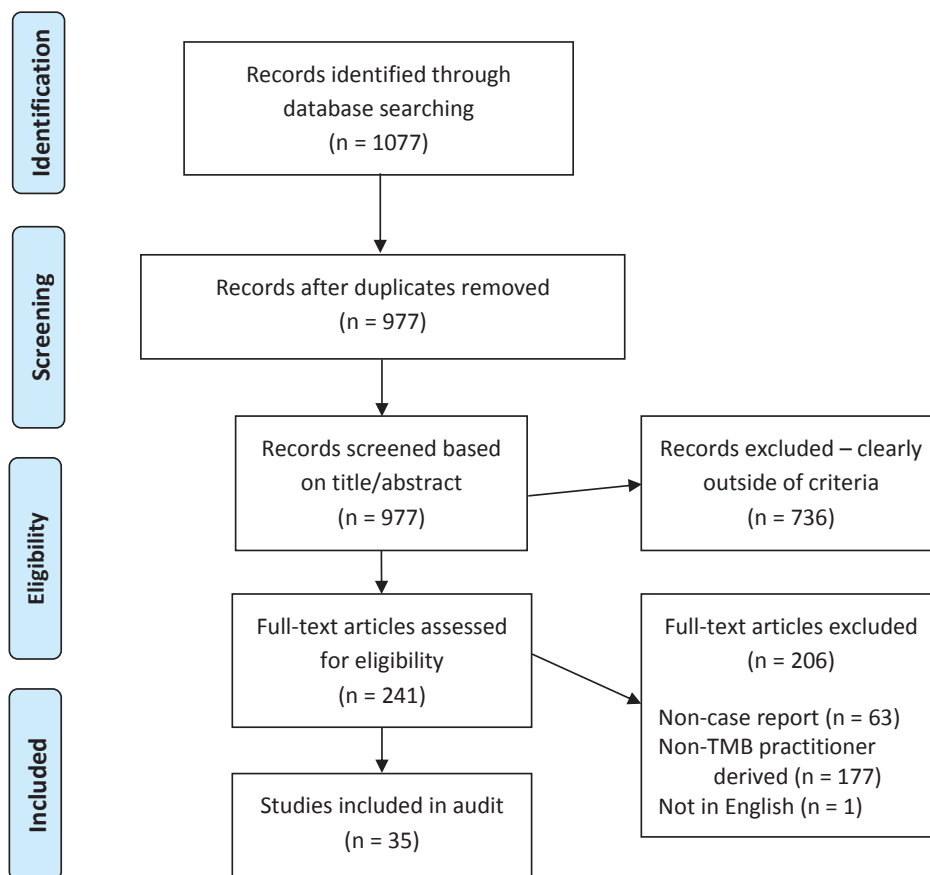 Identification
Records identified through
database searching
(n = 1077)
Screening
Records after duplicates removed
(n = 977)
Records screened based
on title/abstract
(n = 977)
Records excluded – clearly
outside of criteria
(n = 736)
Eligibility
Full-text articles assessed
for eligibility
(n = 241)
Full-text articles excluded
(n = 206)
Non-case report (n = 63)
Non-TMB practitioner
derived (n = 177)
Not in English (n = 1)
Included
Studies included in audit
(n = 35)